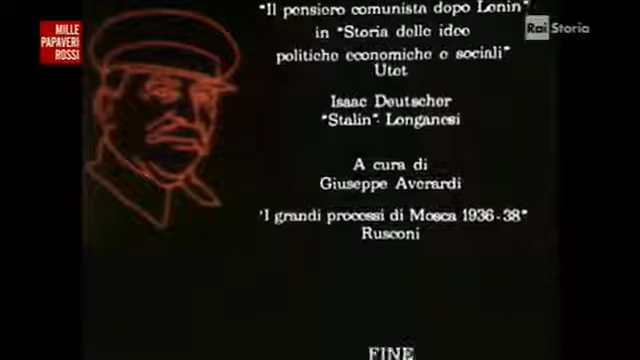 MILLE
PAPAVERI
ROSSI
Rai Storia
"Il pensiero comunista dopo Lenin"
in "Storia delle idee
politiche economiche e sociali"
Utet
Isaac Deutscher
"Stalin". Longanesi
A cura di
Giuseppe Averardi
"I grandi processi di Mosca 1936-38"
Rusconi
FINE